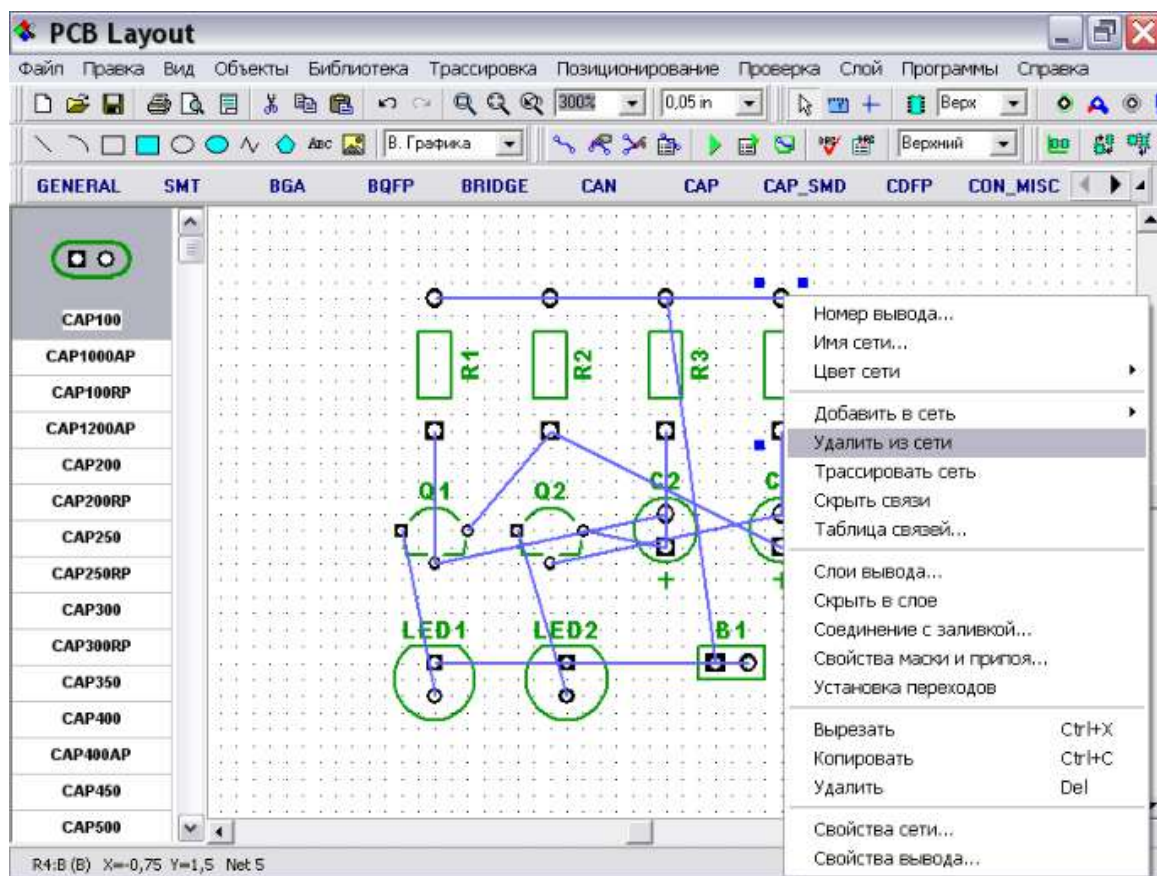 PCB Layout
Файл Правка Вид Объекты Библиотека Трассировка Позиционирование Проверка Слой Программы Справка
300% 0,05 in Верх
ABC В. Графика Верхний
GENERAL SMT BGA BQFP BRIDGE CAN CAP CAP_SMD CDFP CON_MISC
CAP100
CAP1000AP
CAP100RP
CAP1200AP
CAP200
CAP200RP
CAP250
CAP250RP
CAP300
CAP300RP
CAP350
CAP400
CAP400AP
CAP450
CAP500
R1 R2 R3
Q1 Q2 C2 C
+ +
LED1 LED2 B1
Номер вывода...
Имя сети...
Цвет сети
Добавить в сеть
Удалить из сети
Трассировать сеть
Скрыть связи
Таблица связей...
Слои вывода...
Скрыть в слое
Соединение с заливкой...
Свойства маски и припоя...
Установка переходов
Вырезать Ctrl+X
Копировать Ctrl+C
Удалить Del
Свойства сети...
Свойства вывода...
R4:B (B) X=-0,75 Y=1,5 Net 5